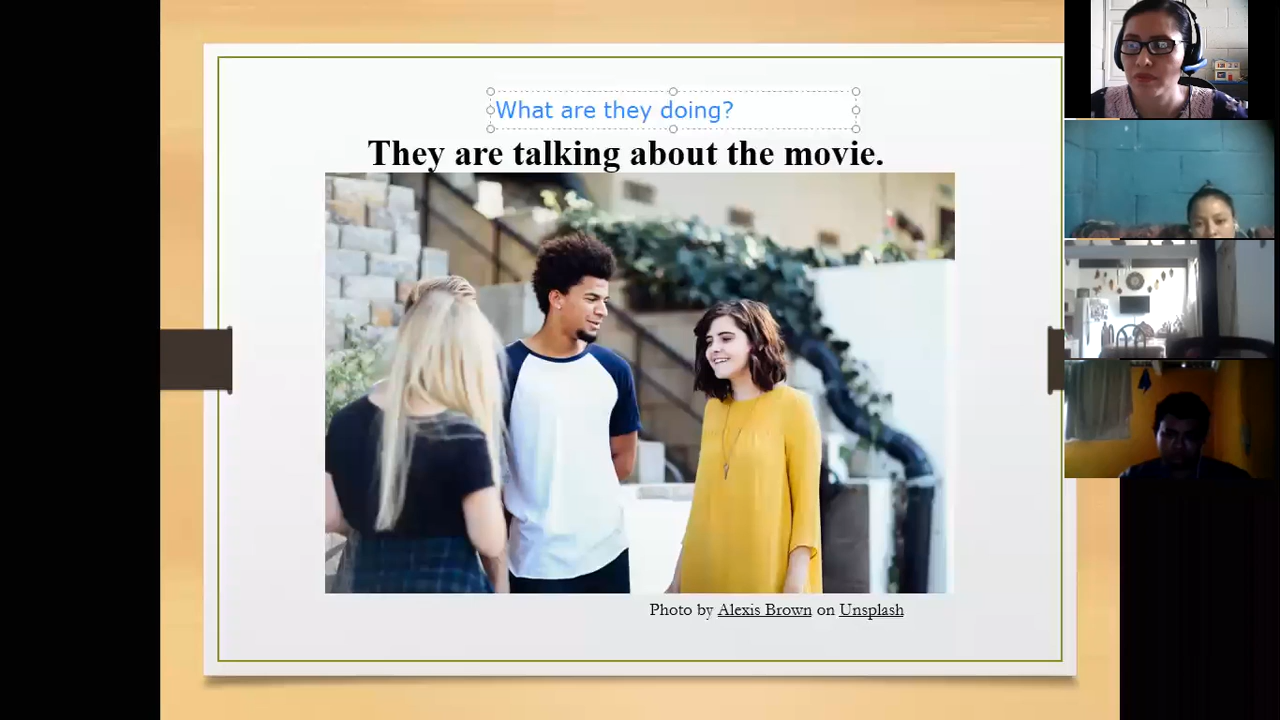 What are they doing?
They are talking about the movie.
Photo by Alexis Brown on Unsplash